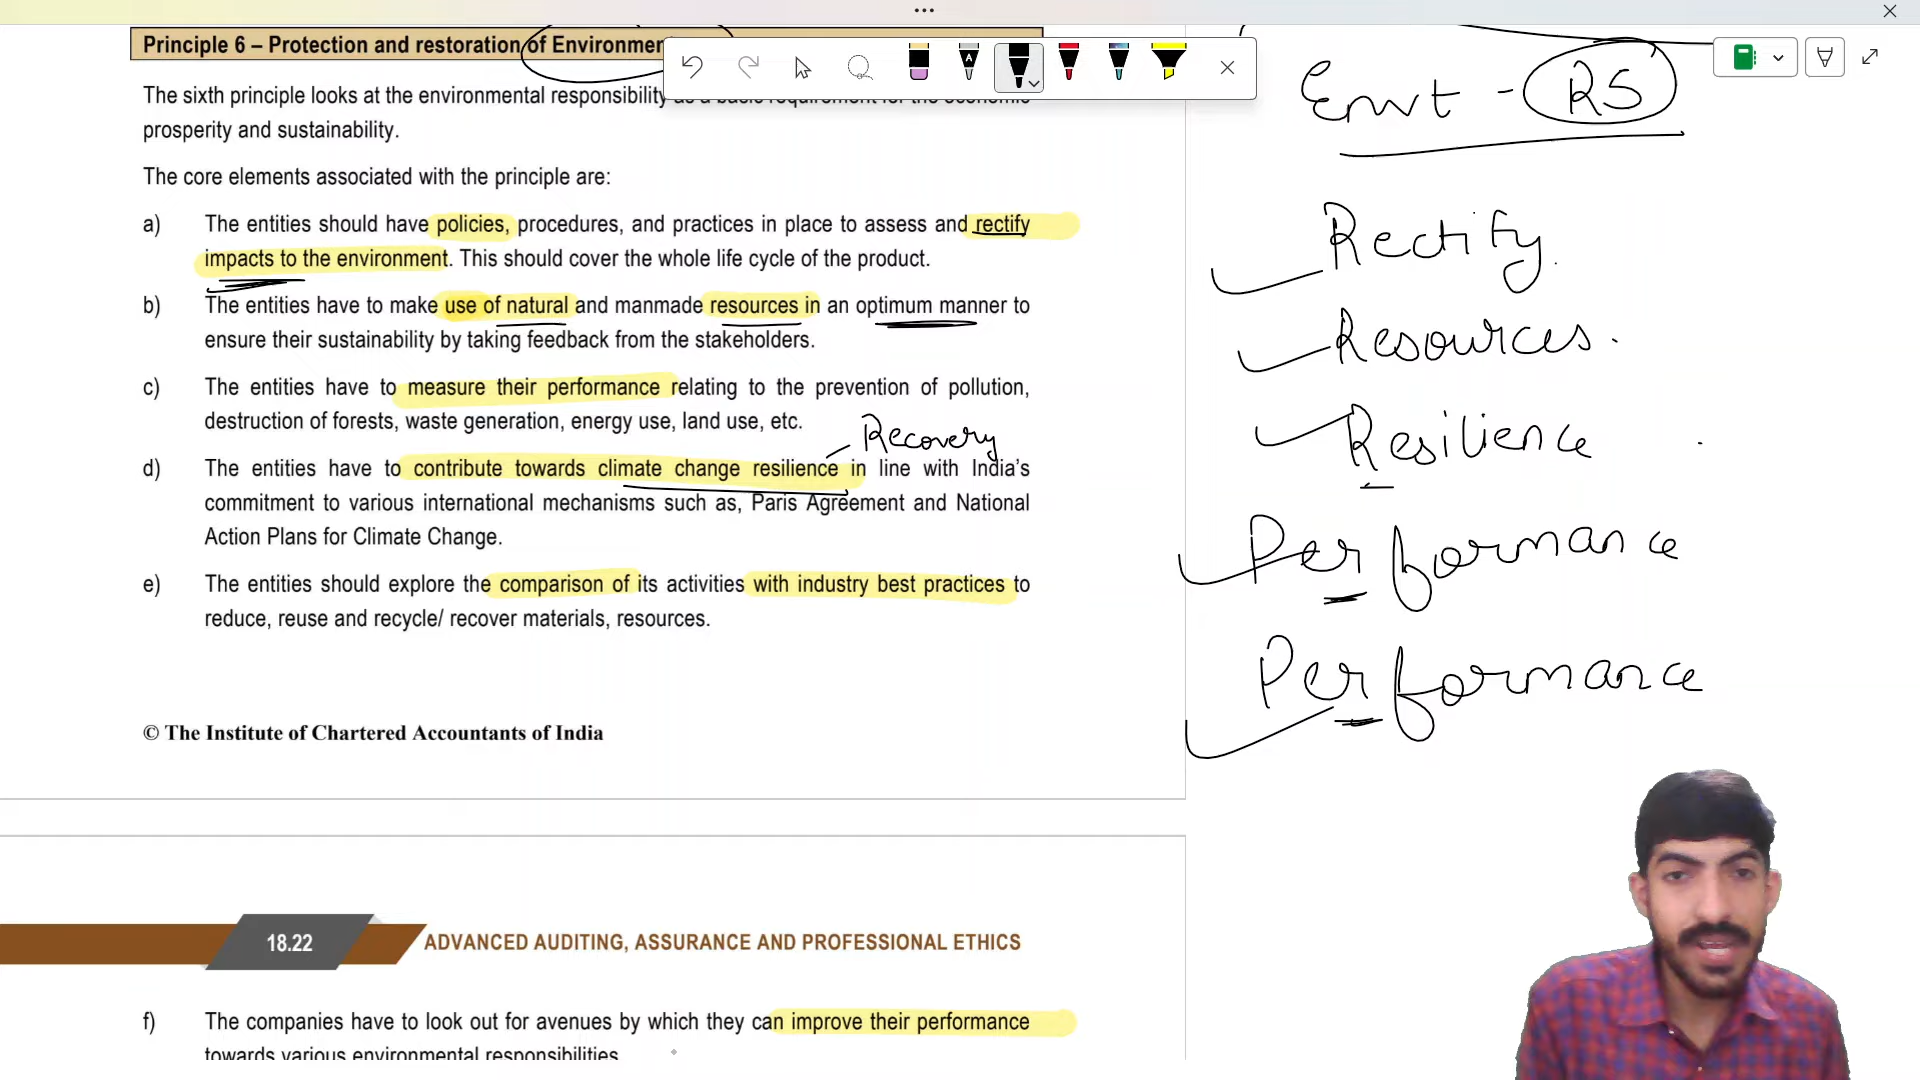 Principle 6 – Protection and restoration of Environmen
The sixth principle looks at the environmental responsibility as a basic requirement for the economic
prosperity and sustainability.
The core elements associated with the principle are:
a) The entities should have policies, procedures, and practices in place to assess and rectify
impacts to the environment. This should cover the whole life cycle of the product.
b) The entities have to make use of natural and manmade resources in an optimum manner to
ensure their sustainability by taking feedback from the stakeholders.
c) The entities have to measure their performance relating to the prevention of pollution,
destruction of forests, waste generation, energy use, land use, etc.
Recovery
d) The entities have to contribute towards climate change resilience in line with India's
commitment to various international mechanisms such as, Paris Agreement and National
Action Plans for Climate Change.
e) The entities should explore the comparison of its activities with industry best practices to
reduce, reuse and recycle/ recover materials, resources.
© The Institute of Chartered Accountants of India
18.22 ADVANCED AUDITING, ASSURANCE AND PROFESSIONAL ETHICS
f) The companies have to look out for avenues by which they can improve their performance
towards various environmental responsibilities.
Envt - R5
Rectify.
Resources.
Resilience
Performance
Performance